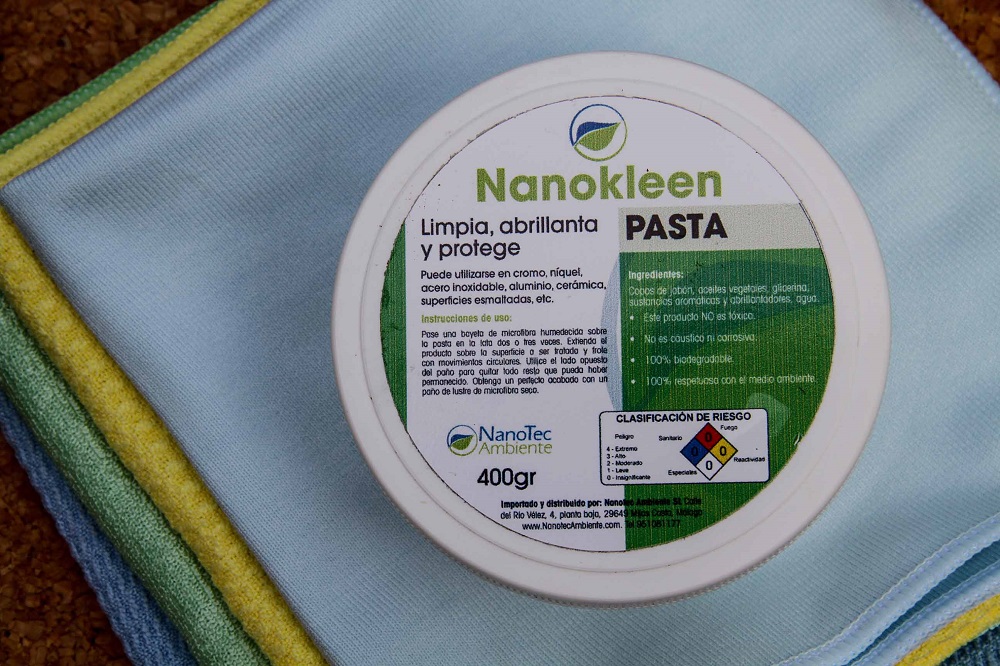 Nanokleen
Limpia, abrillanta
y protege
Puede utilizarse en cromo, níquel,
acero inoxidable, aluminio, cerámica,
superficies esmaltadas, etc.
Instrucciones de uso:
Pase una bayeta de microfibra humedecida sobre
la pasta en la lata dos o tres veces. Extienda el
producto sobre la superficie a ser tratada y frote
con movimientos circulares. Utilice el lado opuesto
del paño para quitar todo resto que pueda haber
permanecido. Obtenga un perfecto acabado con un
paño de lustre de microfibra seco.
NanoTec
Ambiente
400gr
PASTA
Ingredientes:
Copos de jabón, aceites vegetales, glicerina,
sustancias aromáticas y abrillantadores, agua.
• Este producto NO es tóxico.
• No es caustico ni corrosivo.
• 100% biodegradable.
• 100% respetuoso con el medio ambiente.
CLASIFICACIÓN DE RIESGO
Peligro
4 - Extremo
3 - Alto
2 - Moderado
1 - Leve
0 - Insignificante
Sanitario
Fuego
Reactividad
Especiales
0
0
0
0
Importado y distribuido por: Nanotec Ambiente SL Calle
del Río Vélez, 4, planta baja, 29649 Mijas Costa, Málaga
www.NanotecAmbiente.com. Tel 951081177